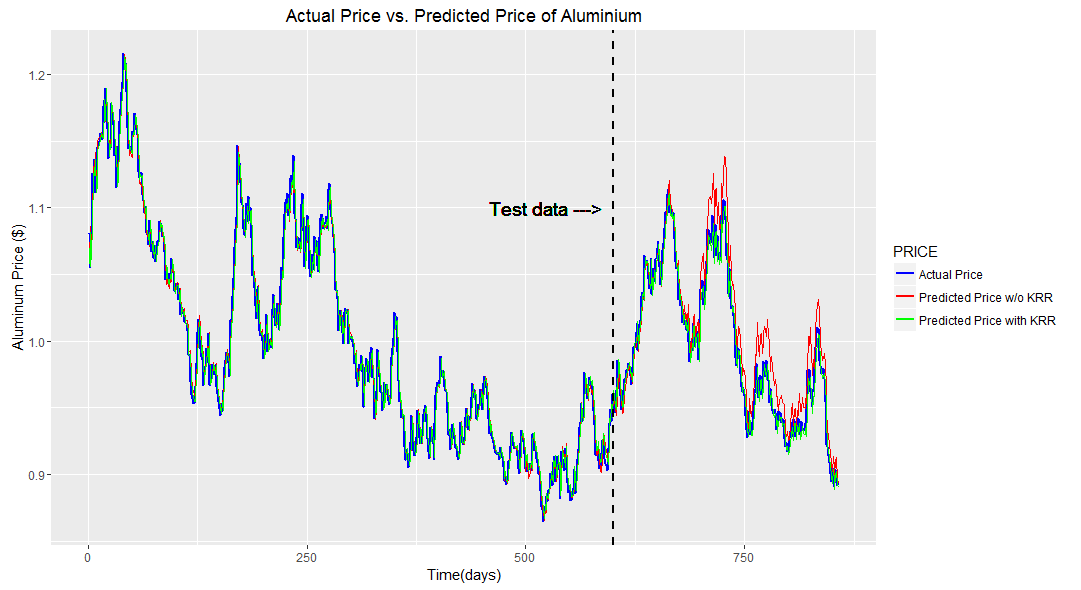 Actual Price vs. Predicted Price of Aluminium
Aluminum Price ($)
1.2
1.1
1.0
0.9
Test data --->
0
250
500
750
Time(days)
PRICE
Actual Price
Predicted Price w/o KRR
Predicted Price with KRR